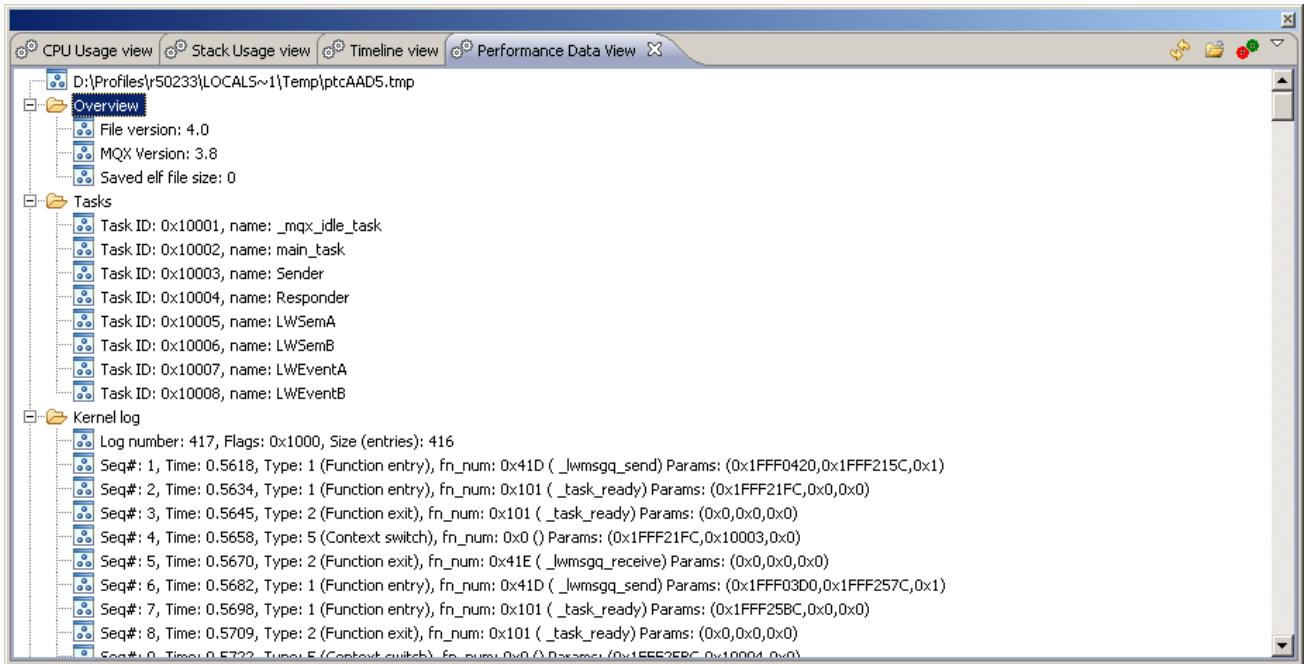 CPU Usage view Stack Usage view Timeline view Performance Data View
D:\Profiles\r50233\LOCALS~1\Temp\ptcAAD5.tmp
Overview
File version: 4.0
MQX Version: 3.8
Saved elf file size: 0
Tasks
Task ID: 0x10001, name: _mqx_idle_task
Task ID: 0x10002, name: main_task
Task ID: 0x10003, name: Sender
Task ID: 0x10004, name: Responder
Task ID: 0x10005, name: LWSemA
Task ID: 0x10006, name: LWSemB
Task ID: 0x10007, name: LWEventA
Task ID: 0x10008, name: LWEventB
Kernel log
Log number: 417, Flags: 0x1000, Size (entries): 416
Seq#: 1, Time: 0.5618, Type: 1 (Function entry), fn_num: 0x41D ( _lwmsgq_send) Params: (0x1FFF0420,0x1FFF215C,0x1)
Seq#: 2, Time: 0.5634, Type: 1 (Function entry), fn_num: 0x101 ( _task_ready) Params: (0x1FFF21FC,0x0,0x0)
Seq#: 3, Time: 0.5645, Type: 2 (Function exit), fn_num: 0x101 ( _task_ready) Params: (0x0,0x0,0x0)
Seq#: 4, Time: 0.5658, Type: 5 (Context switch), fn_num: 0x0 () Params: (0x1FFF21FC,0x10003,0x0)
Seq#: 5, Time: 0.5670, Type: 2 (Function exit), fn_num: 0x41E ( _lwmsgq_receive) Params: (0x0,0x0,0x0)
Seq#: 6, Time: 0.5682, Type: 1 (Function entry), fn_num: 0x41D ( _lwmsgq_send) Params: (0x1FFF03D0,0x1FFF257C,0x1)
Seq#: 7, Time: 0.5698, Type: 1 (Function entry), fn_num: 0x101 ( _task_ready) Params: (0x1FFF25BC,0x0,0x0)
Seq#: 8, Time: 0.5709, Type: 2 (Function exit), fn_num: 0x101 ( _task_ready) Params: (0x0,0x0,0x0)
Seq#: 9, Time: 0.5722, Type: 5 (Context switch), fn_num: 0x0 () Params: